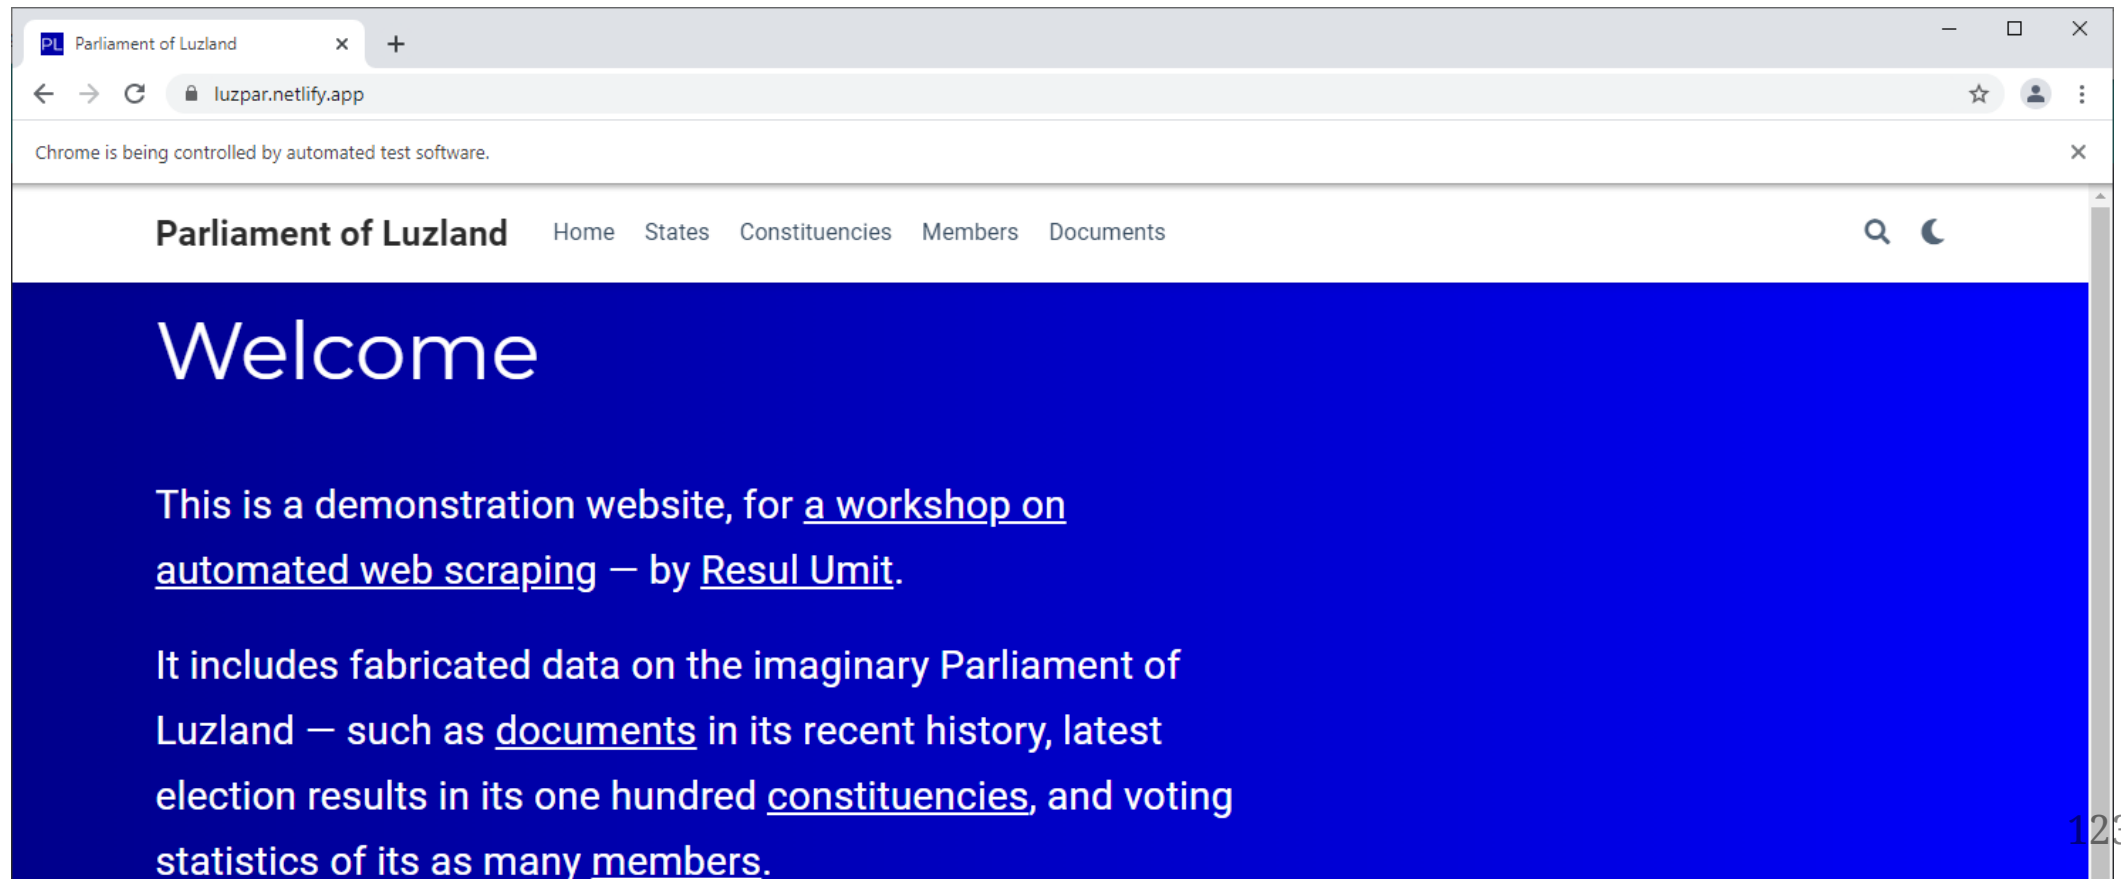 PL Parliament of Luzland
luzpar.netlify.app
Chrome is being controlled by automated test software.
Parliament of Luzland Home States Constituencies Members Documents
Welcome
This is a demonstration website, for a workshop on
automated web scraping — by Resul Umit.
It includes fabricated data on the imaginary Parliament of
Luzland — such as documents in its recent history, latest
election results in its one hundred constituencies, and voting
statistics of its as many members.
123